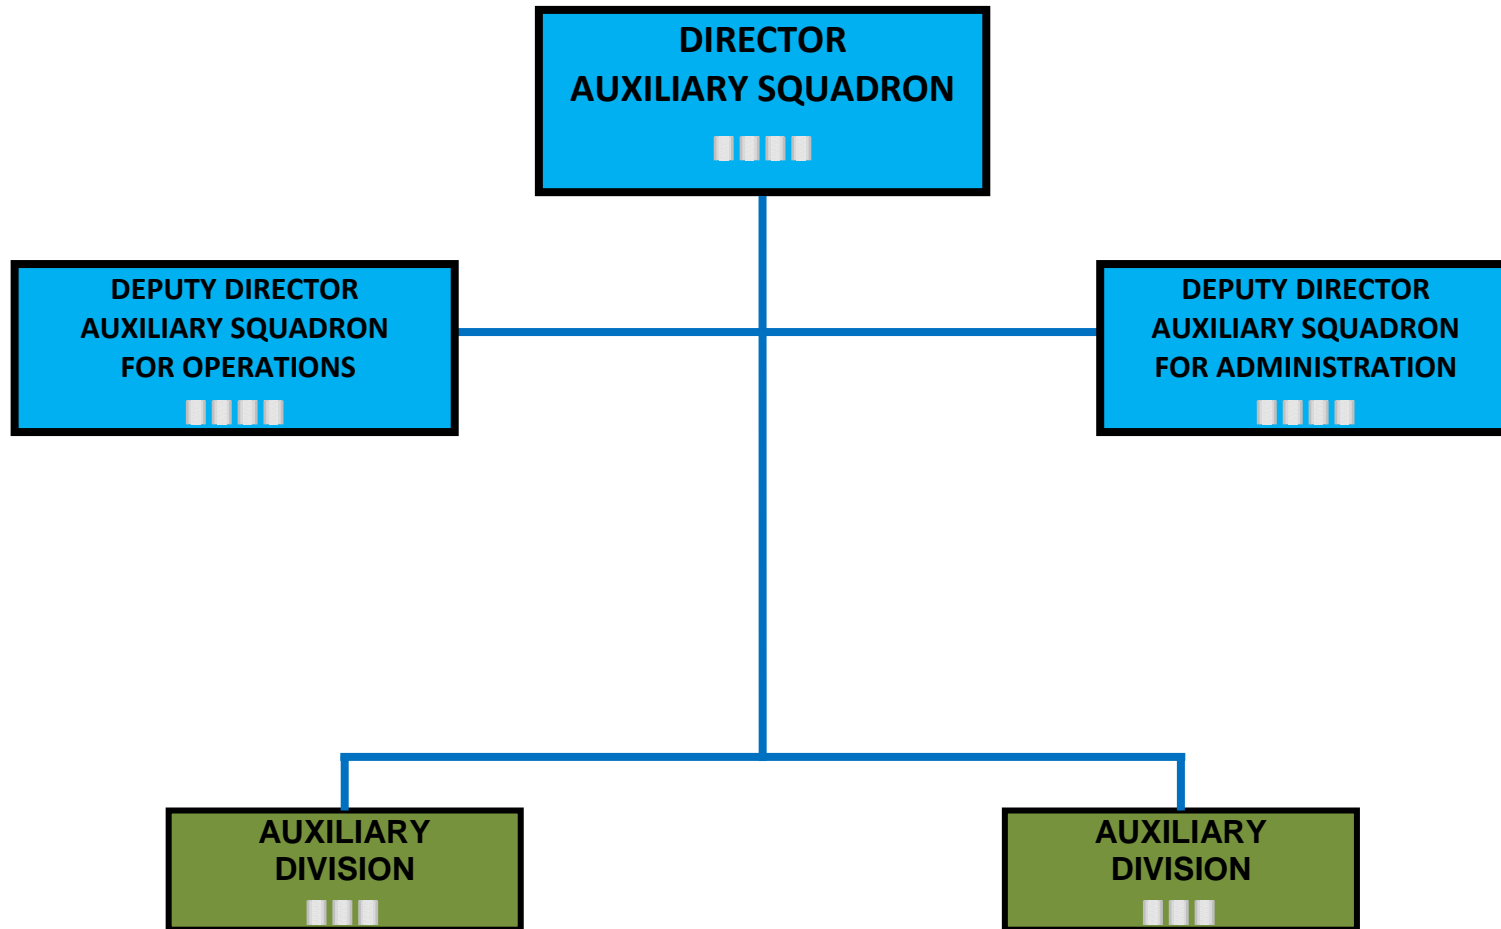 DIRECTOR
AUXILIARY SQUADRON
DEPUTY DIRECTOR
AUXILIARY SQUADRON
FOR OPERATIONS
DEPUTY DIRECTOR
AUXILIARY SQUADRON
FOR ADMINISTRATION
AUXILIARY
DIVISION
AUXILIARY
DIVISION